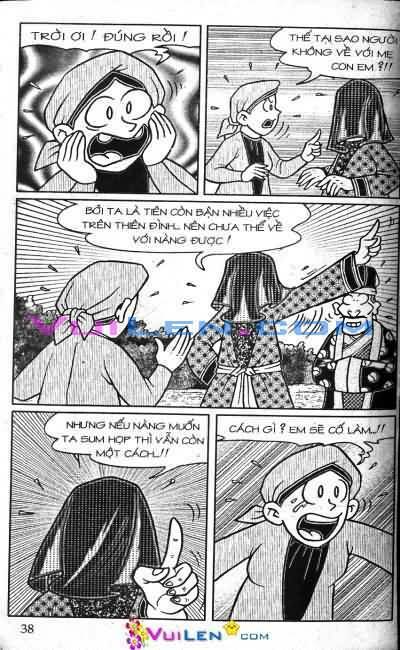 TRỜI ƠI! ĐÚNG RỒI!
THẾ TẠI SAO NGƯỜI
KHÔNG VỀ VỚI MẸ
CON EM?!!
BỞI TA LÀ TIÊN CÒN BẬN NHIỀU VIỆC
TRÊN THIÊN ĐÌNH.. NÊN CHƯA THỂ VỀ
VỚI NÀNG ĐƯỢC!
VUILEN.COM
NHƯNG NẾU NÀNG MUỐN
TA SUM HỌP THÌ VẪN CÒN
MỘT CÁCH..!!
CÁCH GÌ? EM SẼ CỐ LÀM..!!
38
VUILEN.COM